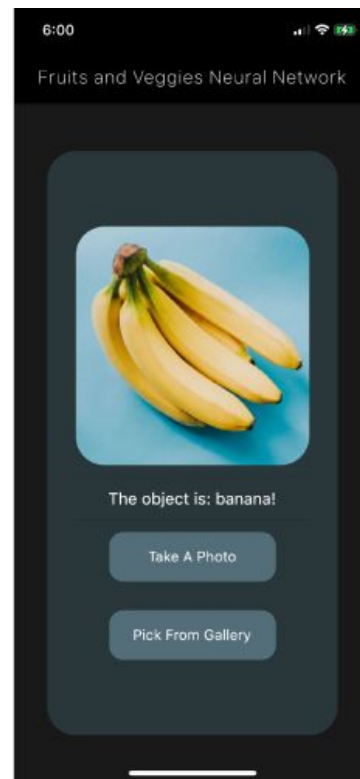 6:00
Fruits and Veggies Neural Network
The object is: banana!
Take A Photo
Pick From Gallery